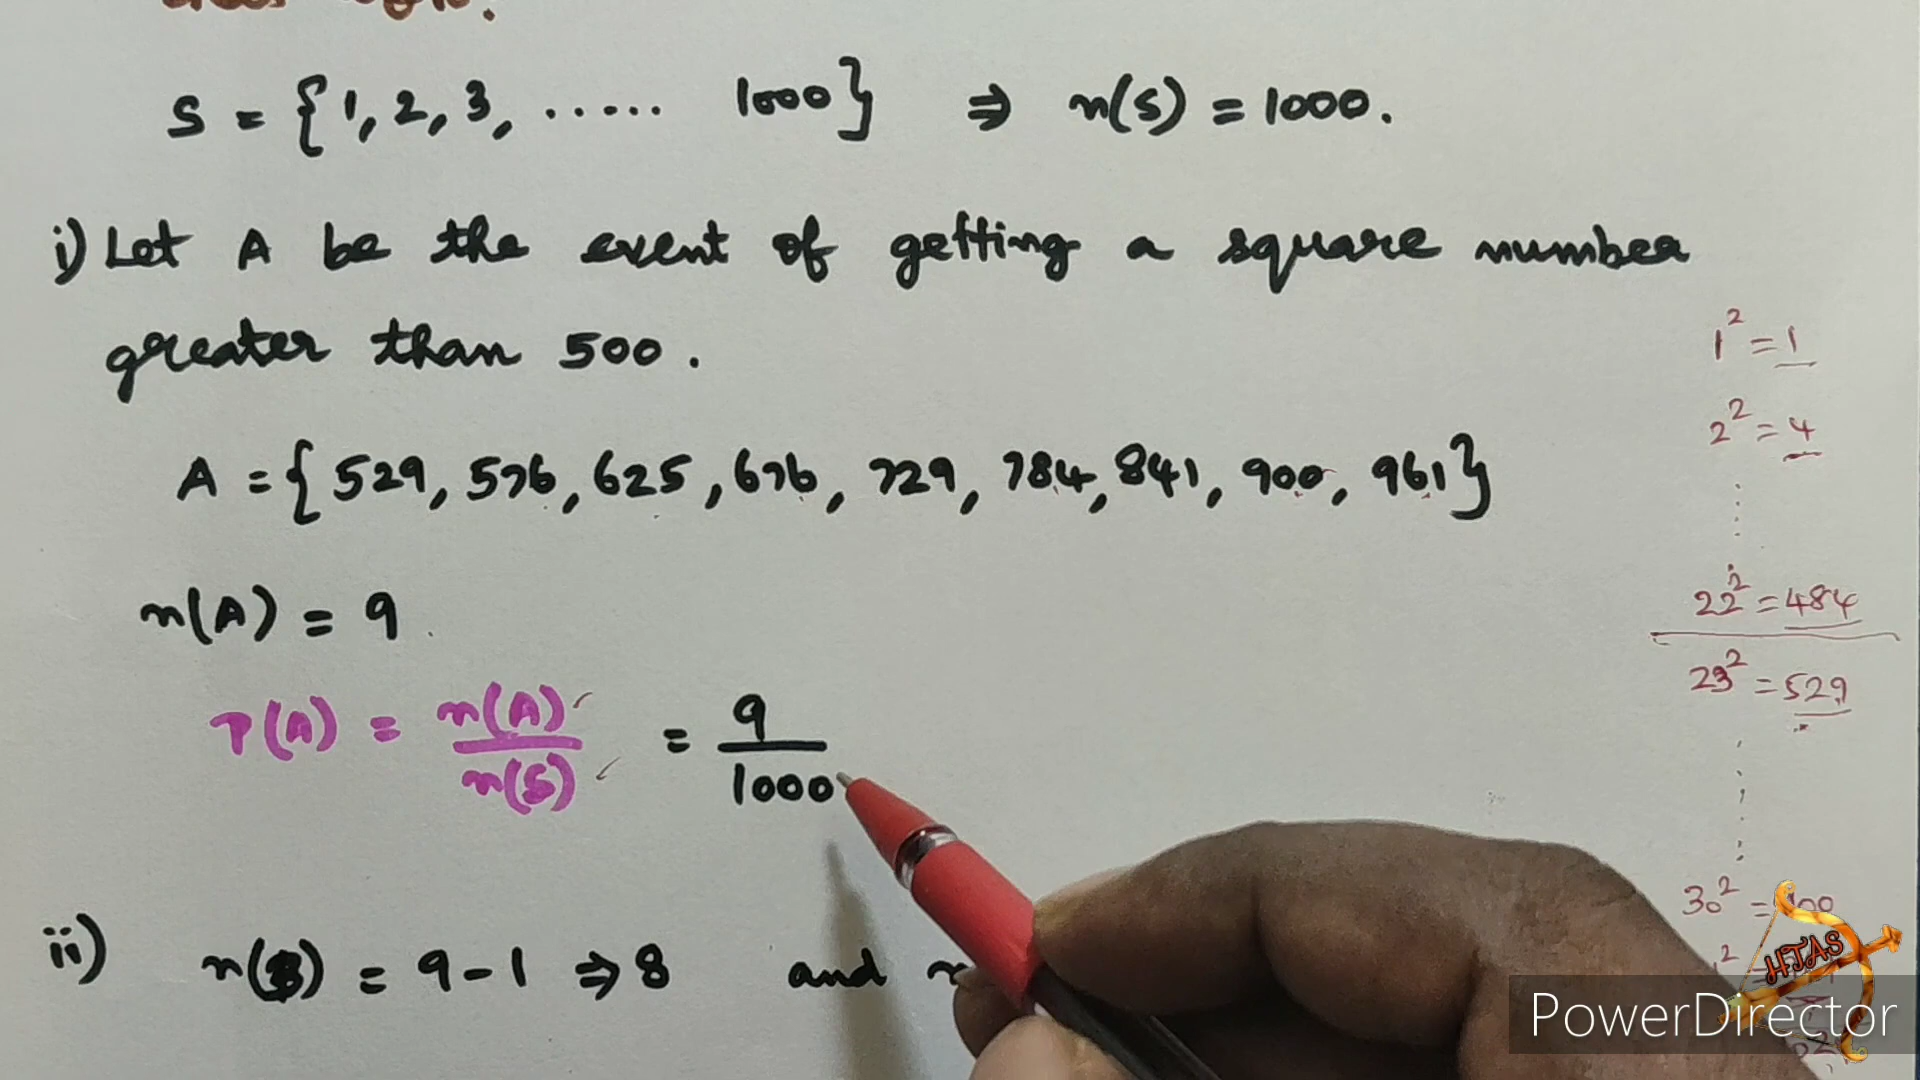 S = {1, 2, 3, ..... 1000} ⇒ n(S) = 1000.
i) Let A be the event of getting a square number
greater than 500.
A = {529, 576, 625, 676, 729, 784, 841, 900, 961}
n(A) = 9
P(A) = n(A)/n(S) = 9/1000
ii) n(B) = 9-1 ⇒ 8 and
1² = 1
2² = 4
22² = 484
23² = 529
30² = 900
HTAS
PowerDirector